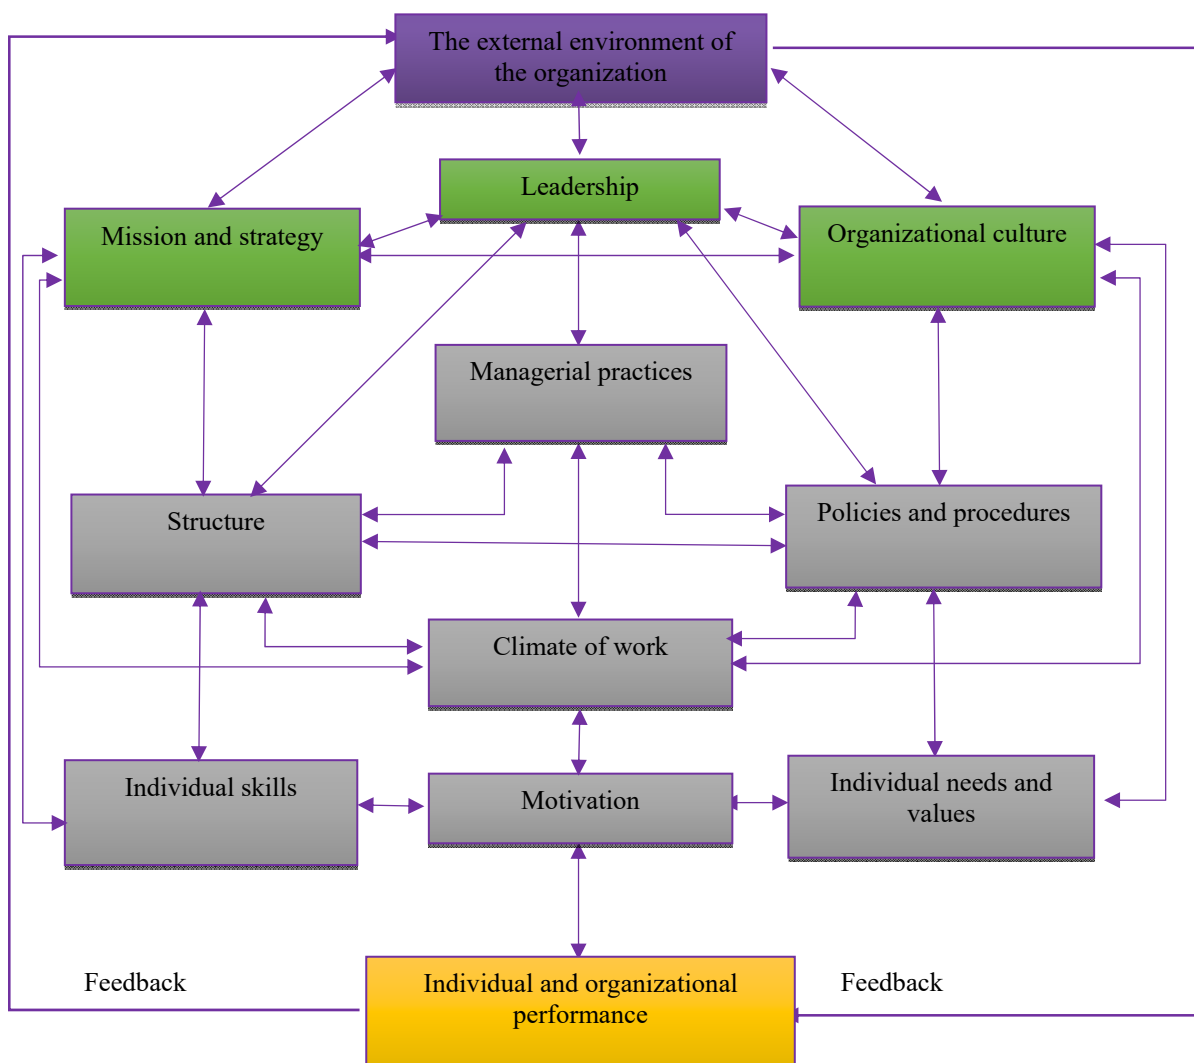 The external environment of
the organization
Leadership
Mission and strategy
Organizational culture
Managerial practices
Structure
Policies and procedures
Climate of work
Individual skills
Motivation
Individual needs and
values
Feedback
Individual and organizational
performance
Feedback